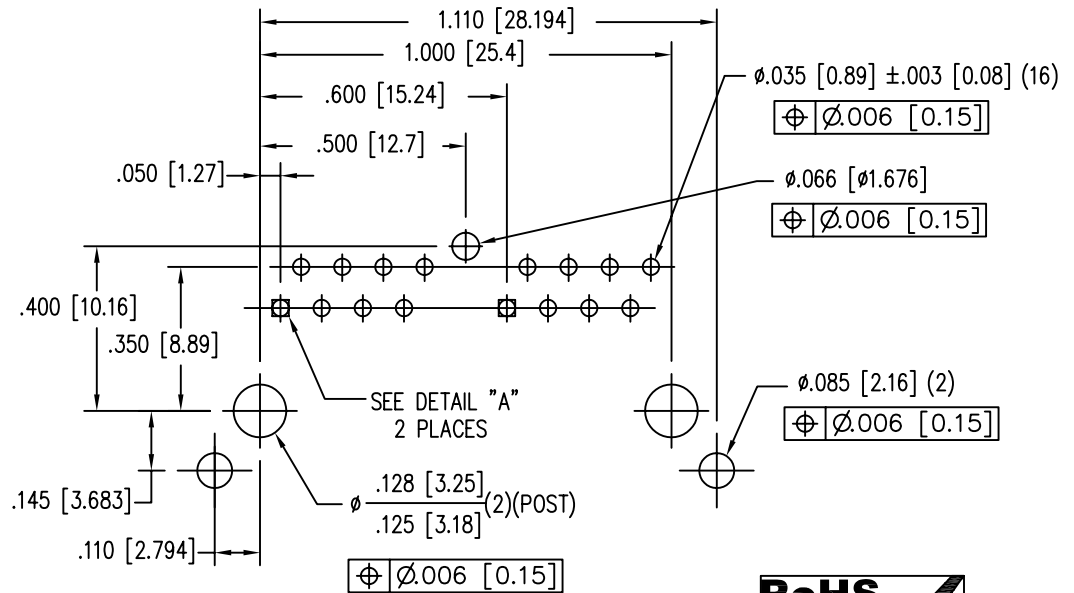 1.110 [28.194]
1.000 [25.4]
.600 [15.24]
.500 [12.7]
.050 [1.27]
ø.035 [0.89] ±.003 [0.08] (16)
⌖ Ø.006 [0.15]
ø.066 [ø1.676]
⌖ Ø.006 [0.15]
.400 [10.16]
.350 [8.89]
SEE DETAIL "A"
2 PLACES
ø.085 [2.16] (2)
⌖ Ø.006 [0.15]
.145 [3.683]
ø .128 [3.25]
.125 [3.18] (2)(POST)
.110 [2.794]
⌖ Ø.006 [0.15]
RoHS